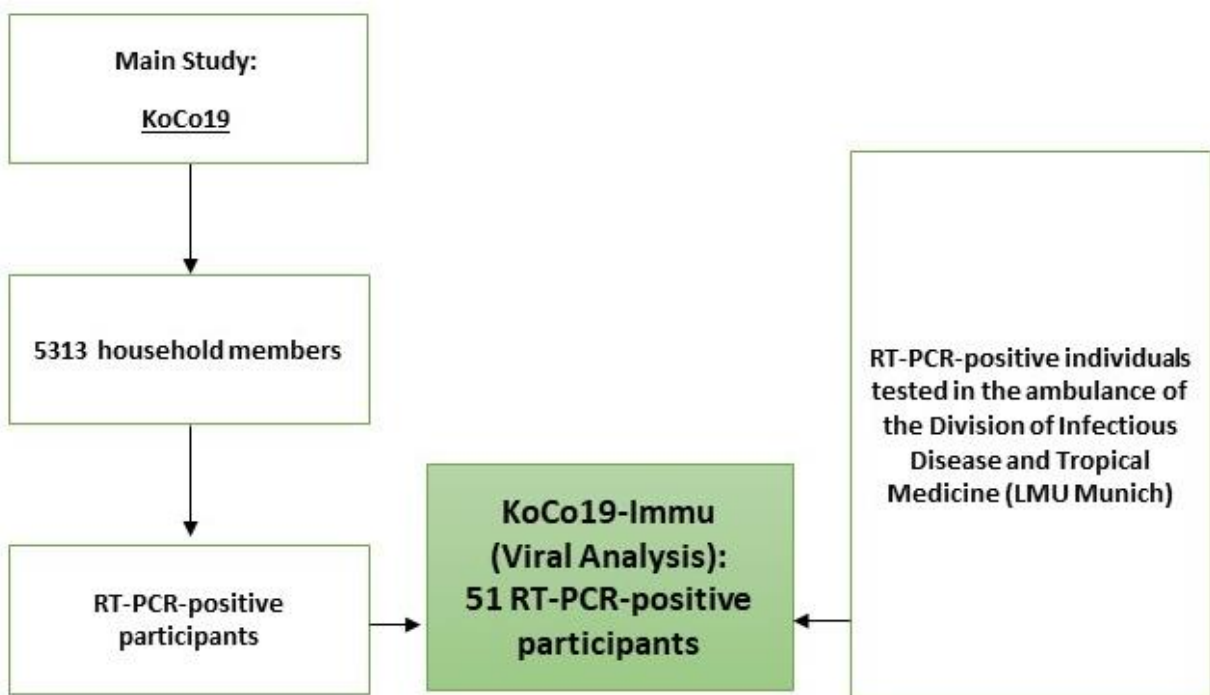 Main Study:
KoCo19
5313 household members
RT-PCR-positive
participants
KoCo19-Immu
(Viral Analysis):
51 RT-PCR-positive
participants
RT-PCR-positive individuals
tested in the ambulance of
the Division of Infectious
Disease and Tropical
Medicine (LMU Munich)